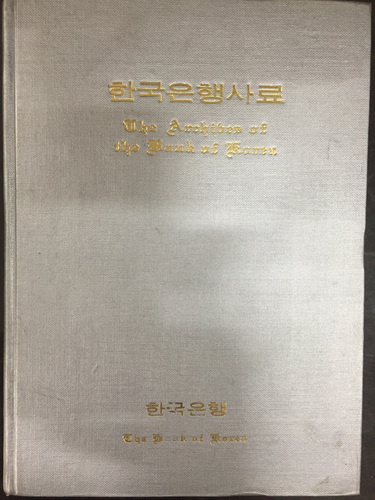 한국은행사료
The Archives of
the Bank of Korea
한국은행
The Bank of Korea